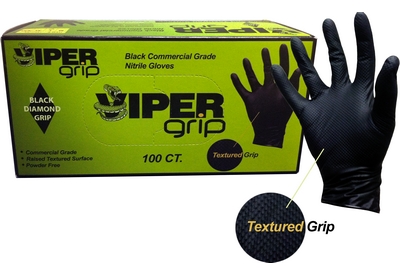 VIPER
grip
BLACK
DIAMOND
GRIP
• Commercial Grade
• Raised Textured Surface
• Powder Free
Black Commercial Grade
Nitrile Gloves
VIPER
grip
100 CT.
Textured Grip
Textured Grip